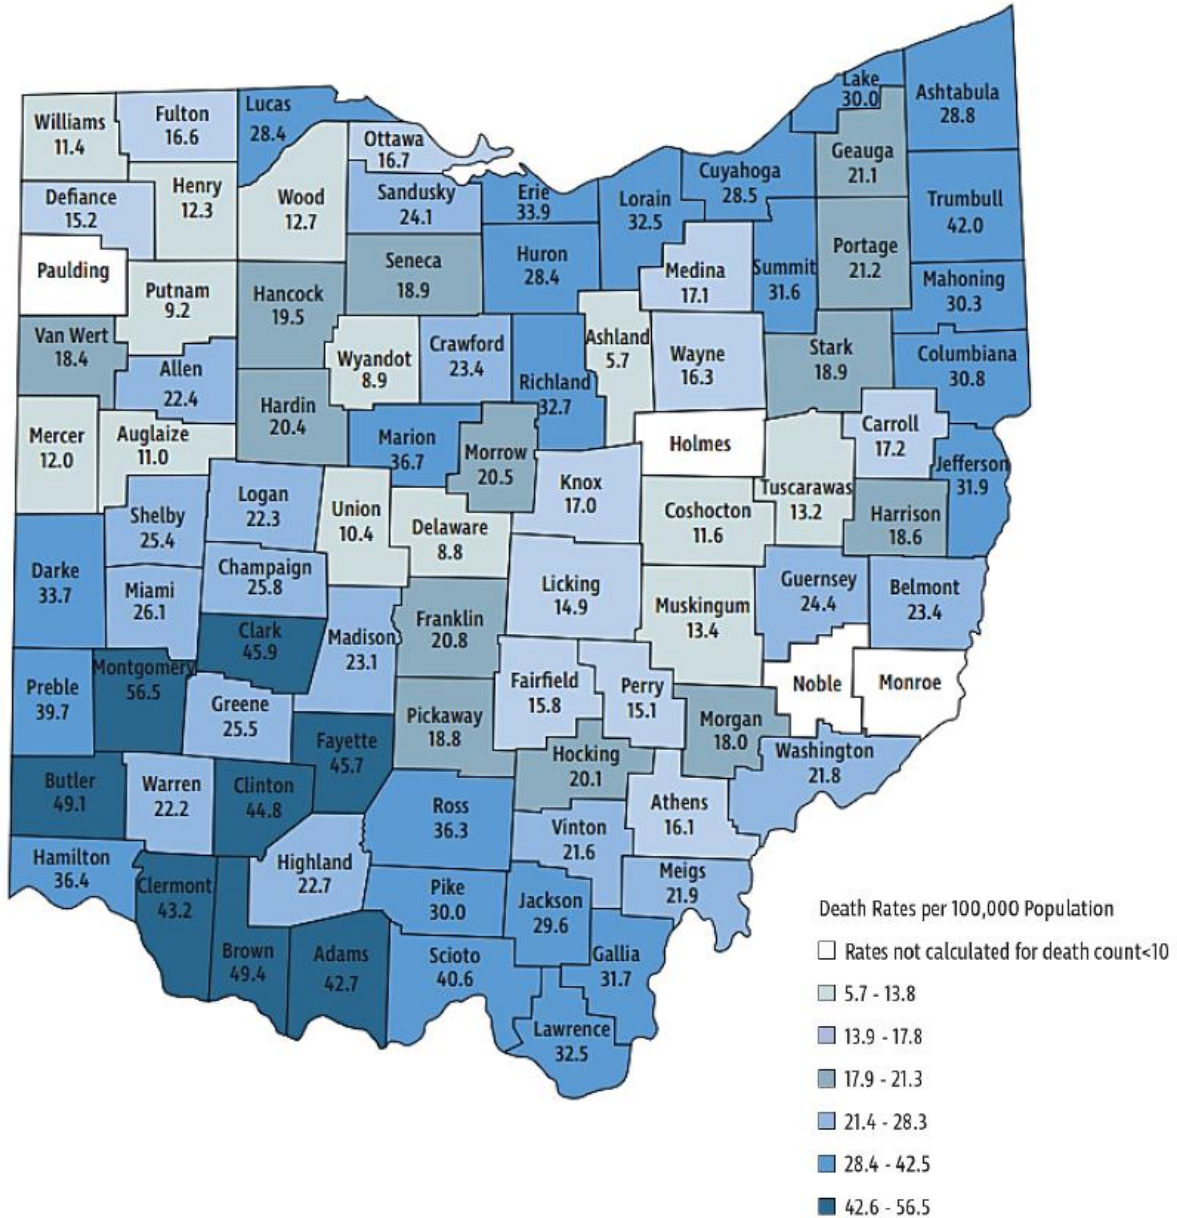 Lake
30.0
Ashtabula
28.8
Lucas
28.4
Fulton
16.6
Williams
11.4
Ottawa
16.7
Geauga
21.1
Cuyahoga
28.5
Henry
12.3
Wood
12.7
Sandusky
24.1
Erie
33.9
Lorain
32.5
Defiance
15.2
Trumbull
42.0
Portage
21.2
Huron
28.4
Seneca
18.9
Paulding
Medina
17.1
Summit
31.6
Mahoning
30.3
Putnam
9.2
Hancock
19.5
Van Wert
18.4
Ashland
5.7
Wyandot
8.9
Crawford
23.4
Wayne
16.3
Stark
18.9
Columbiana
30.8
Allen
22.4
Richland
32.7
Hardin
20.4
Mercer
12.0
Auglaize
11.0
Marion
36.7
Morrow
20.5
Holmes
Carroll
17.2
Jefferson
31.9
Knox
17.0
Tuscarawas
13.2
Logan
22.3
Union
10.4
Shelby
25.4
Delaware
8.8
Coshocton
11.6
Harrison
18.6
Darke
33.7
Champaign
25.8
Miami
26.1
Licking
14.9
Guernsey
24.4
Belmont
23.4
Muskingum
13.4
Clark
45.9
Madison
23.1
Franklin
20.8
Montgomery
56.5
Preble
39.7
Fairfield
15.8
Perry
15.1
Noble
Monroe
Greene
25.5
Pickaway
18.8
Morgan
18.0
Fayette
45.7
Hocking
20.1
Washington
21.8
Butler
49.1
Warren
22.2
Clinton
44.8
Ross
36.3
Athens
16.1
Vinton
21.6
Hamilton
36.4
Highland
22.7
Meigs
21.9
Clermont
43.2
Pike
30.0
Jackson
29.6
Brown
49.4
Adams
42.7
Scioto
40.6
Gallia
31.7
Lawrence
32.5
Death Rates per 100,000 Population
Rates not calculated for death count<10
5.7 - 13.8
13.9 - 17.8
17.9 - 21.3
21.4 - 28.3
28.4 - 42.5
42.6 - 56.5